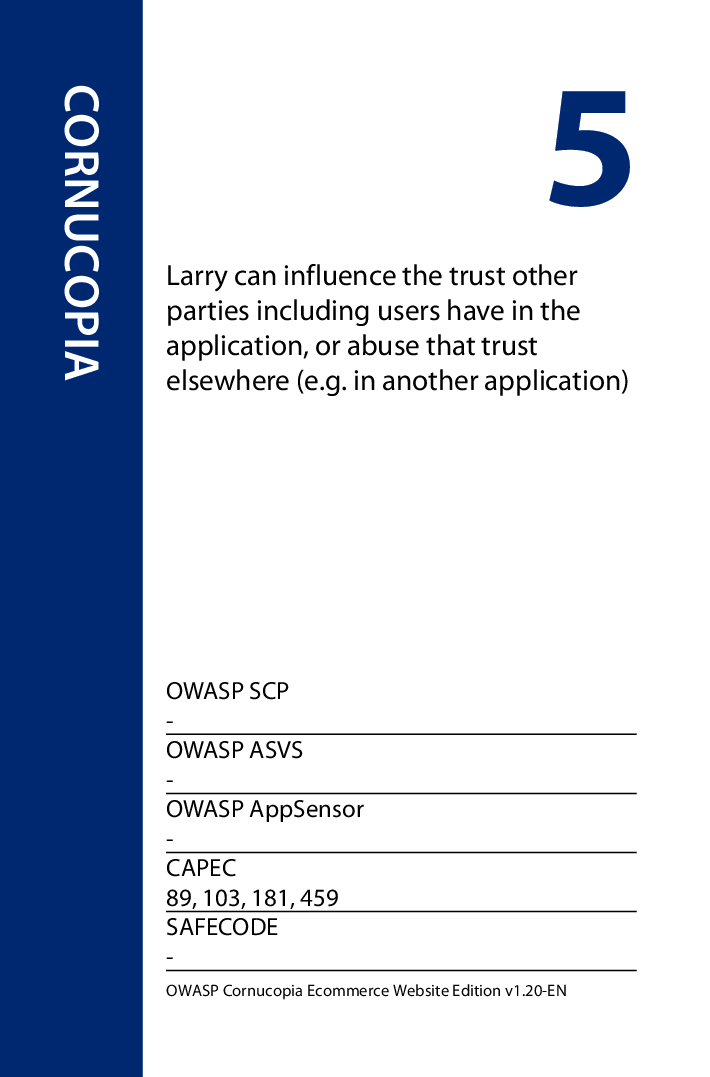 CORNUCOPIA
5
Larry can influence the trust other
parties including users have in the
application, or abuse that trust
elsewhere (e.g. in another application)
OWASP SCP
-
OWASP ASVS
-
OWASP AppSensor
-
CAPEC
89, 103, 181, 459
SAFECODE
-
OWASP Cornucopia Ecommerce Website Edition v1.20-EN